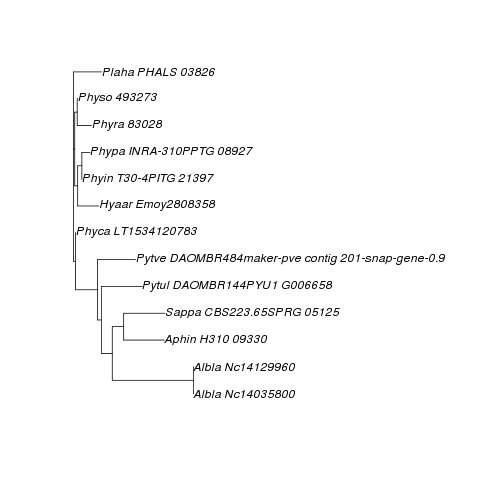 Plaha PHALS 03826
Physo 493273
Phyra 83028
Phypa INRA-310PPTG 08927
Phyin T30-4PITG 21397
Hyaar Emoy2808358
Phyca LT1534120783
Pytve DAOMBR484maker-pve contig 201-snap-gene-0.9
Pytul DAOMBR144PYU1 G006658
Sappa CBS223.65SPRG 05125
Aphin H310 09330
Albla Nc14129960
Albla Nc14035800